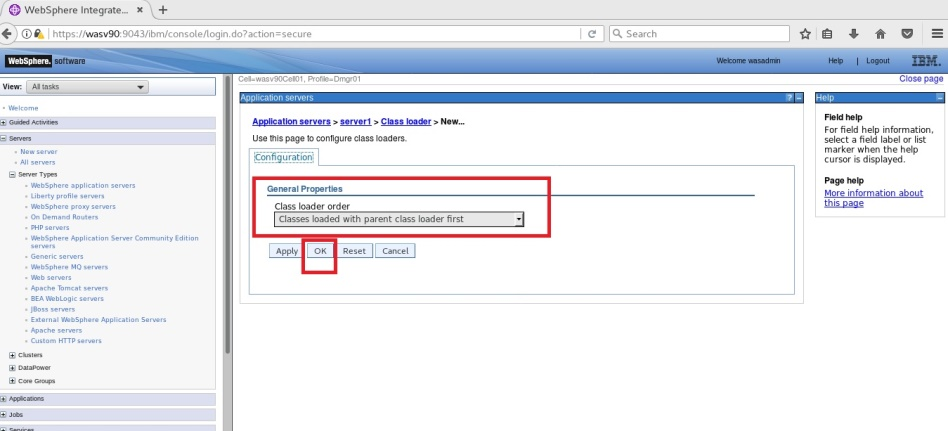 WebSphere Integrate...
https://wasv90:9043/ibm/console/login.do?action=secure
Search
WebSphere. software
Welcome wasadmin
Help | Logout
IBM.
View: All tasks
Cell=wasv90Cell01, Profile=Dmgr01
Close page
Welcome
Guided Activities
Servers
New server
All servers
Server Types
WebSphere application servers
Liberty profile servers
WebSphere proxy servers
On Demand Routers
PHP servers
WebSphere Application Server Community Edition
servers
Generic servers
WebSphere MQ servers
Web servers
Apache Tomcat servers
BEA WebLogic servers
JBoss servers
External WebSphere Application Servers
Apache servers
Custom HTTP servers
Clusters
DataPower
Core Groups
Applications
Jobs
Services
Application servers
Application servers > server1 > Class loader > New...
Use this page to configure class loaders.
Configuration
General Properties
Class loader order
Classes loaded with parent class loader first
Apply OK Reset Cancel
Help
Field help
For field help information,
select a field label or list
marker when the help
cursor is displayed.
Page help
More information about
this page